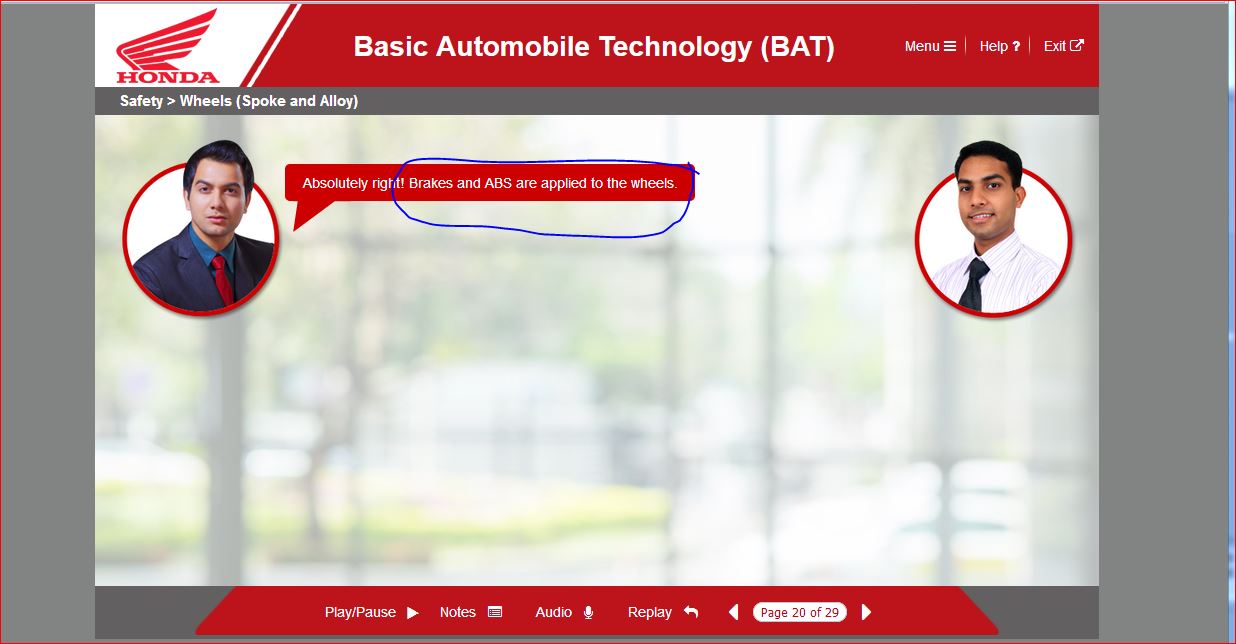 HONDA
Basic Automobile Technology (BAT)
Menu
Help ?
Exit
Safety > Wheels (Spoke and Alloy)
Absolutely right! Brakes and ABS are applied to the wheels.
Play/Pause
Notes
Audio
Replay
Page 20 of 29